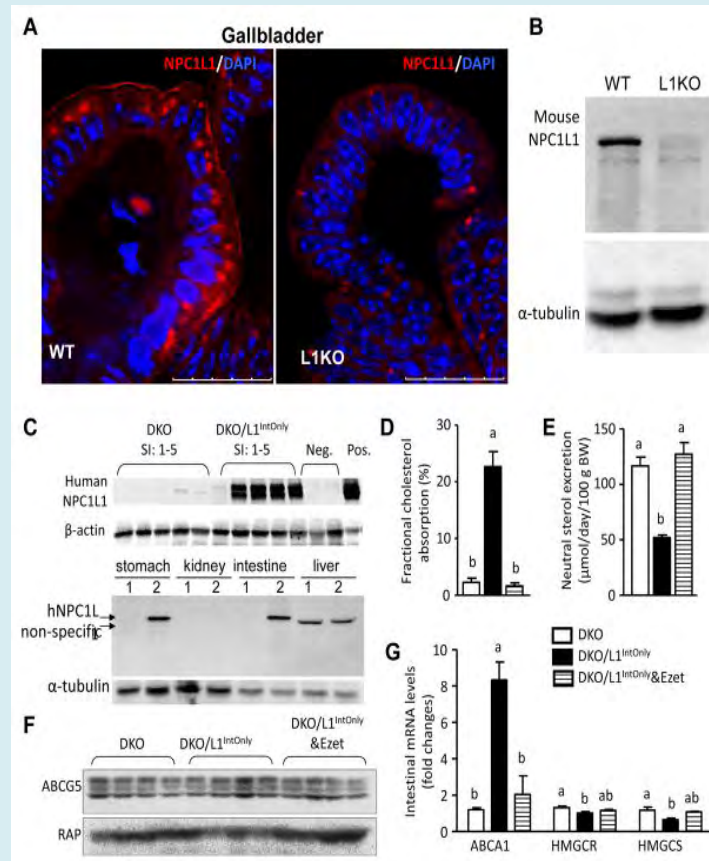 A
Gallbladder
NPC1L1/DAPI
NPC1L1/DAPI
WT
L1KO
B
WT L1KO
Mouse
NPC1L1
α-tubulin
C
DKO DKO/L1IntOnly
SI: 1-5 SI: 1-5 Neg. Pos.
Human
NPC1L1
β-actin
stomach kidney intestine liver
1 2 1 2 1 2 1 2
hNPC1L
non-specific
α-tubulin
D
Fractional cholesterol
absorption (%)
30
20
10
0
b a b
E
Neutral sterol excretion
(μmol/day/100 g BW)
150
100
50
0
a b a
DKO
DKO/L1IntOnly
DKO/L1IntOnly&Ezet
F
DKO DKO/L1IntOnly DKO/L1IntOnly
&Ezet
ABCG5
RAP
G
Intestinal mRNA levels
(fold changes)
10
8
6
4
2
0
b a b
a b ab
a b ab
ABCA1 HMGCR HMGCS